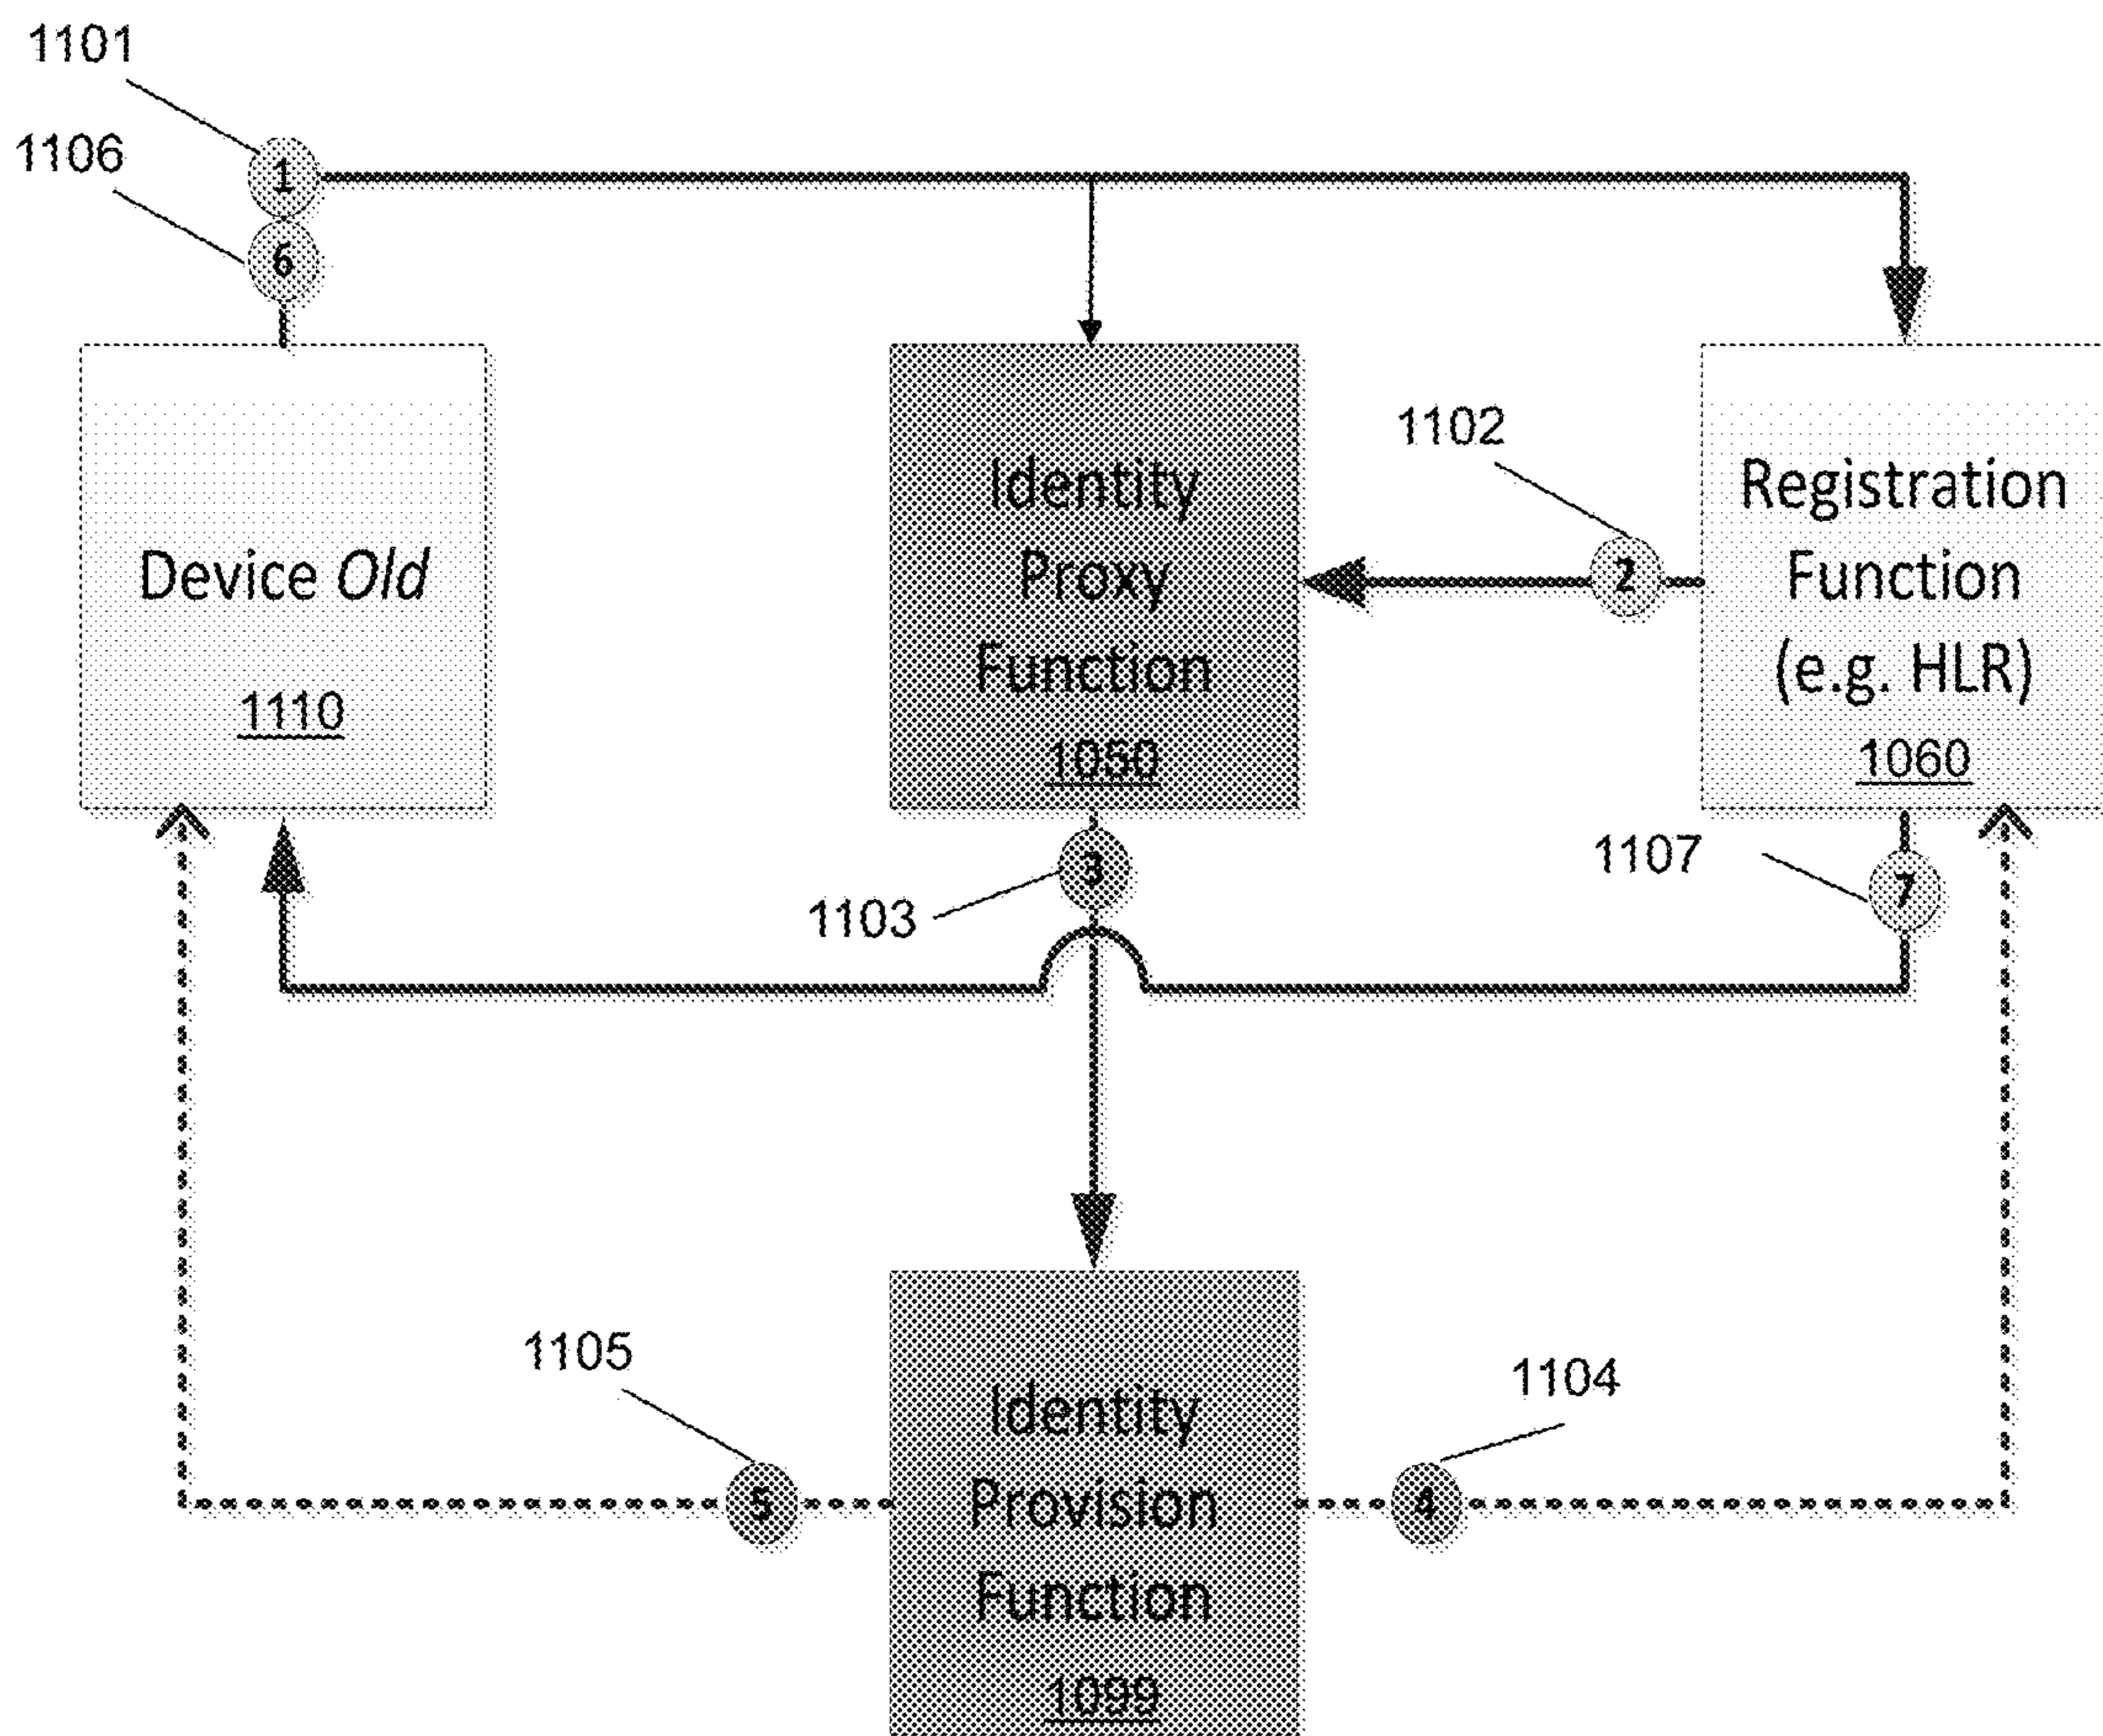 1101
1106
1
6
Device Old
1110
Identity
Proxy
Function
1050
1102
2
Registration
Function
(e.g. HLR)
1060
1103
3
1107
7
1105
5
Identity
Provision
Function
1099
1104
4